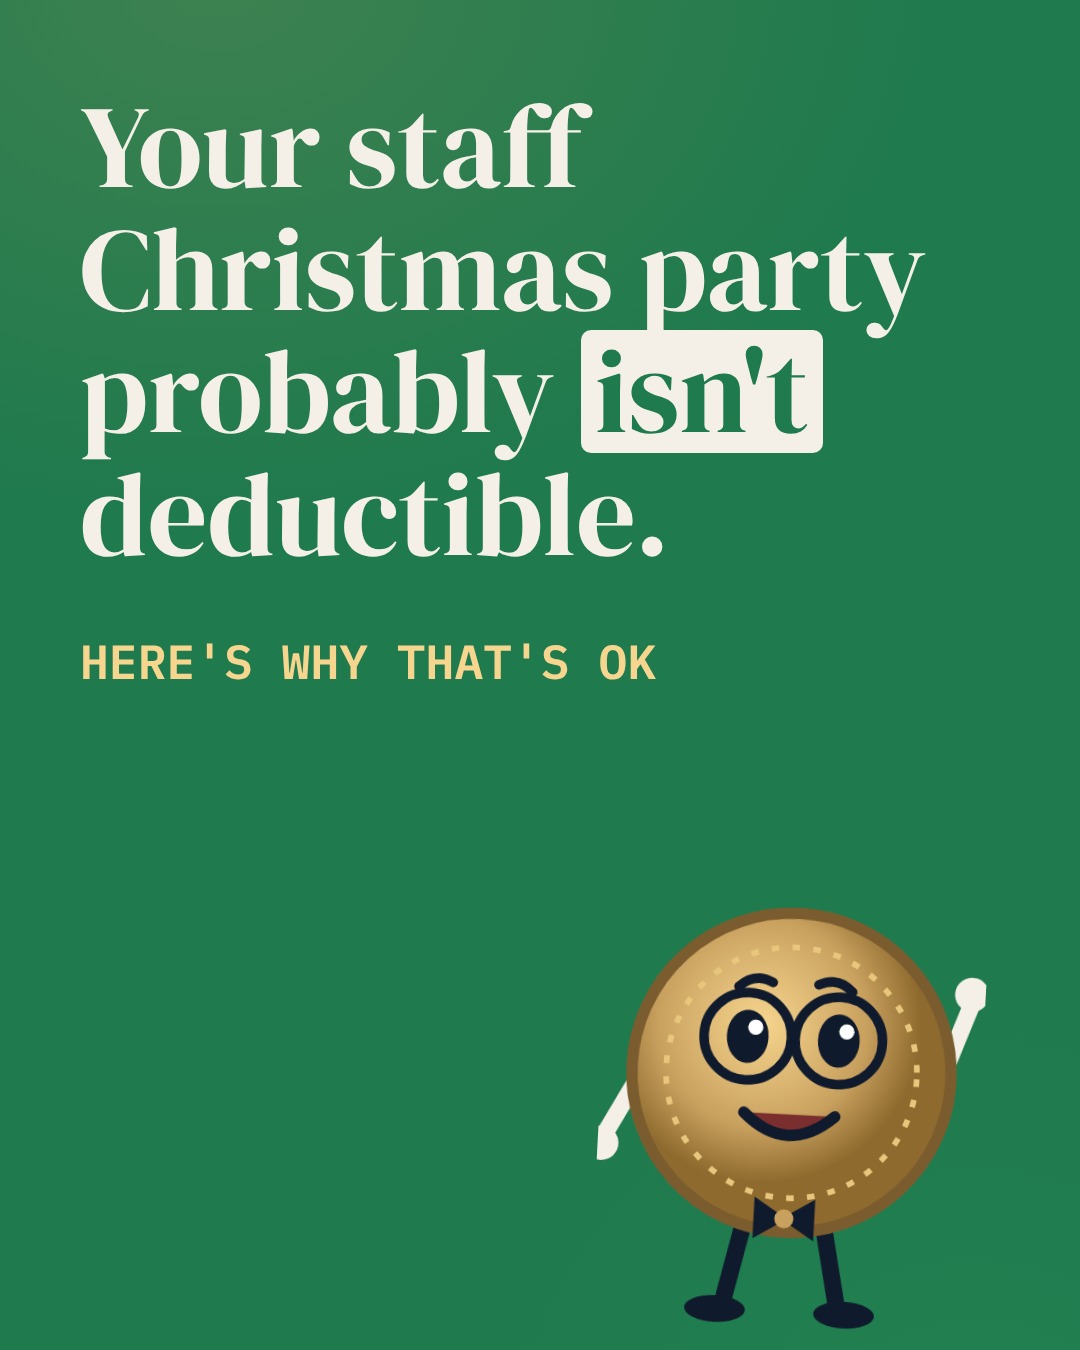 Your staff
Christmas party
probably isn't
deductible.
HERE'S WHY THAT'S OK